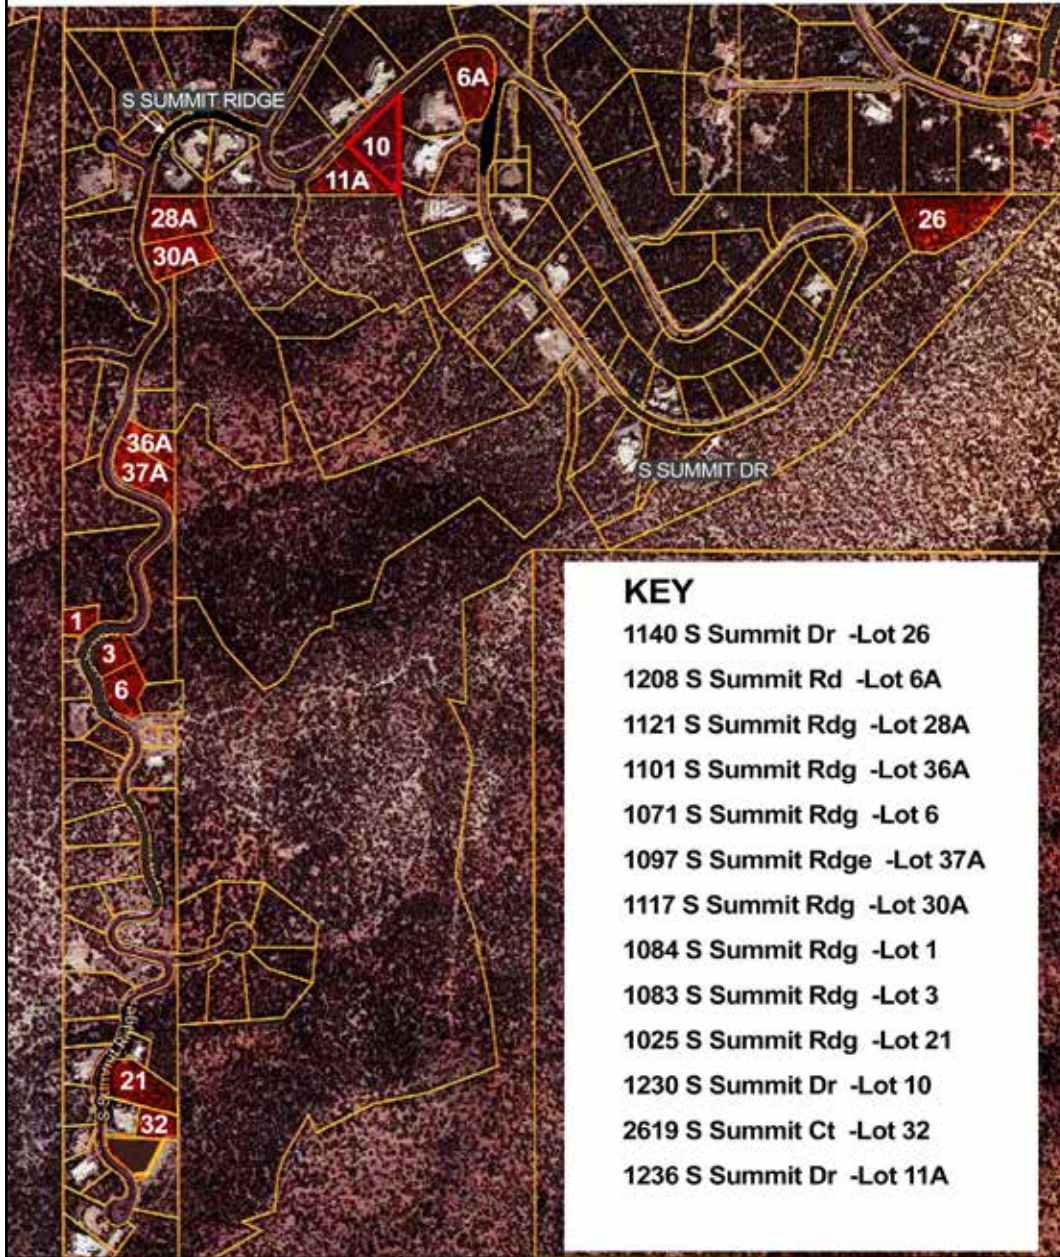 6A
S SUMMIT RIDGE
10
11A
28A
26
30A
36A
37A
S SUMMIT DR
1
3
6
S Summit Ridge
21
32
KEY
1140 S Summit Dr -Lot 26
1208 S Summit Rd -Lot 6A
1121 S Summit Rdg -Lot 28A
1101 S Summit Rdg -Lot 36A
1071 S Summit Rdg -Lot 6
1097 S Summit Rdge -Lot 37A
1117 S Summit Rdg -Lot 30A
1084 S Summit Rdg -Lot 1
1083 S Summit Rdg -Lot 3
1025 S Summit Rdg -Lot 21
1230 S Summit Dr -Lot 10
2619 S Summit Ct -Lot 32
1236 S Summit Dr -Lot 11A